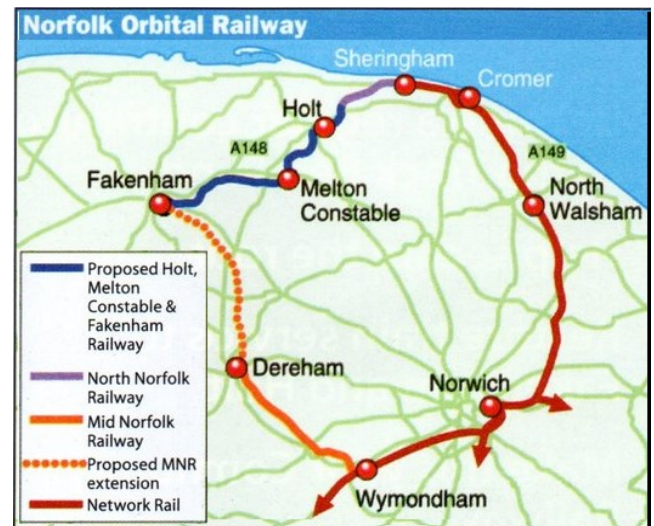 Norfolk Orbital Railway
Sheringham
Cromer
Holt
A148
A149
Fakenham
Melton
Constable
North
Walsham
Proposed Holt,
Melton
Constable &
Fakenham
Railway
North Norfolk
Railway
Mid Norfolk
Railway
Proposed MNR
extension
Network Rail
Dereham
Norwich
Wymondham